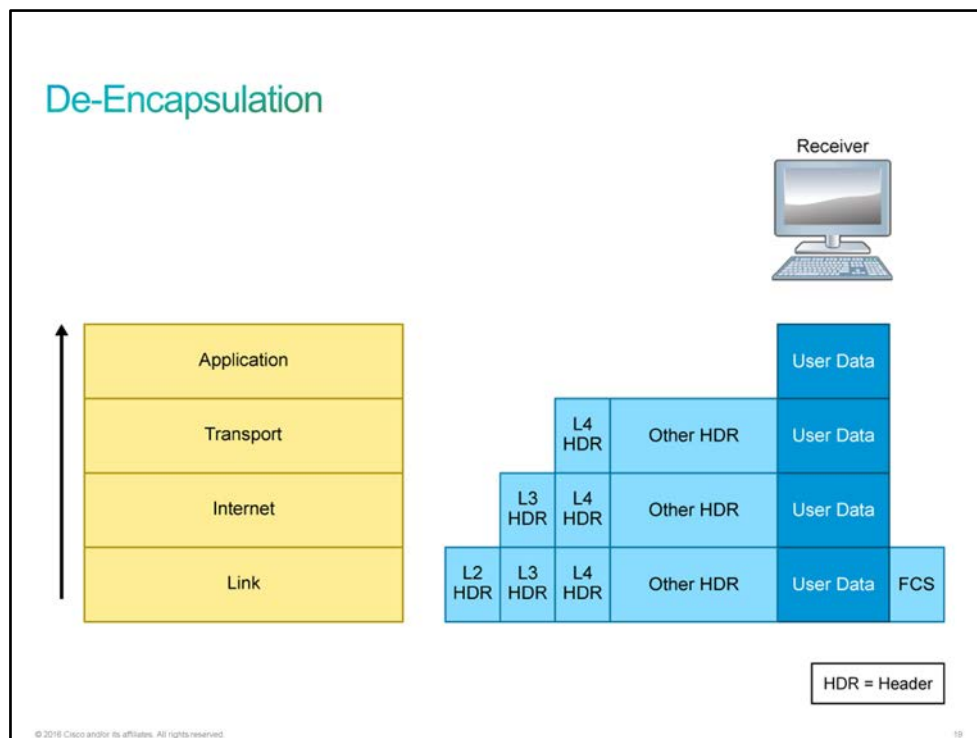 De-Encapsulation
Receiver
Application
User Data
Transport
L4
HDR
Other HDR
User Data
Internet
L3
HDR
L4
HDR
Other HDR
User Data
Link
L2
HDR
L3
HDR
L4
HDR
Other HDR
User Data
FCS
HDR = Header
© 2016 Cisco and/or its affiliates. All rights reserved.
19